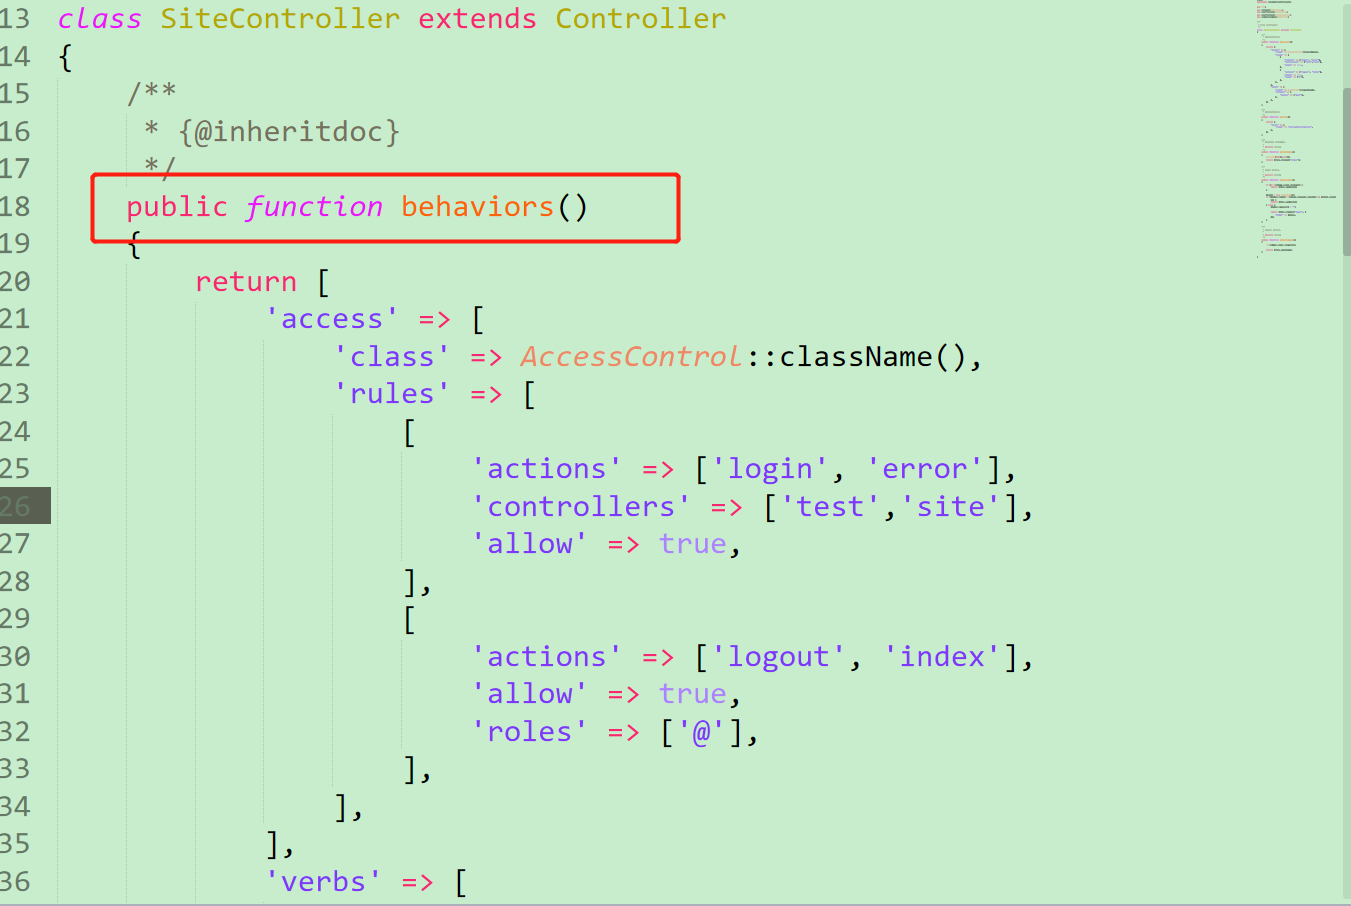 13 class SiteController extends Controller
14 {
15 /**
16 * {@inheritdoc}
17 */
18 public function behaviors()
19 {
20 return [
21 'access' => [
22 'class' => AccessControl::className(),
23 'rules' => [
24 [
25 'actions' => ['login', 'error'],
26 'controllers' => ['test','site'],
27 'allow' => true,
28 ],
29 [
30 'actions' => ['logout', 'index'],
31 'allow' => true,
32 'roles' => ['@'],
33 ],
34 ],
35 ],
36 'verbs' => [